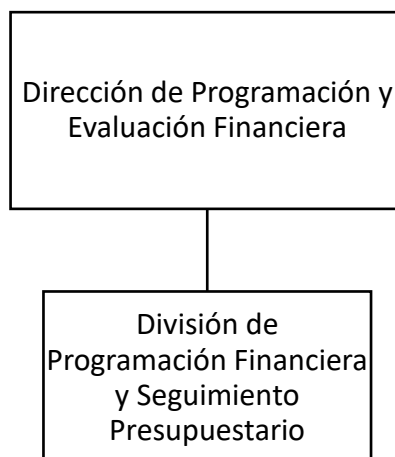 Dirección de Programación y
Evaluación Financiera
División de
Programación Financiera
y Seguimiento
Presupuestario